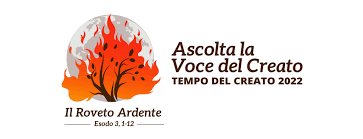 Ascolta la
Voce del Creato
TEMPO DEL CREATO 2022
Il Roveto Ardente
Esodo 3, 1-12